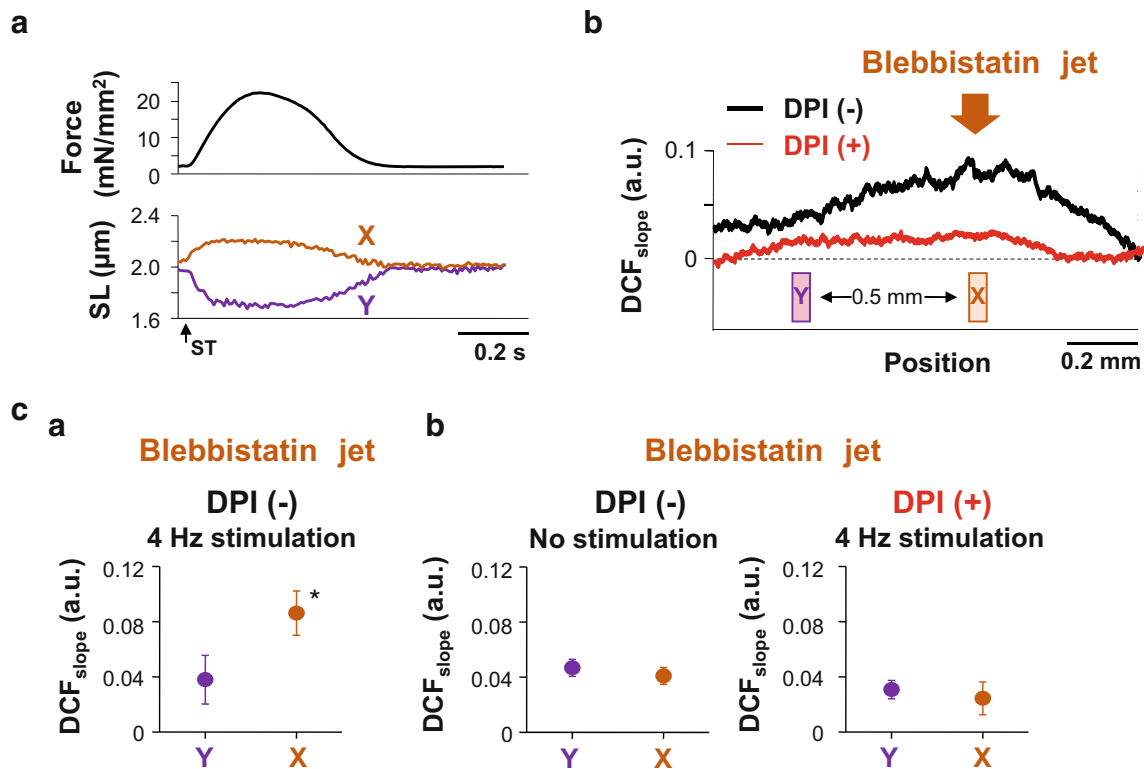 a
Force
(mN/mm²)
20
10
0
SL (µm)
2.4
2.0
1.6
X
Y
ST
0.2 s
b
Blebbistatin jet
DPI (-)
DPI (+)
DCFslope (a.u.)
0.1
0
Y
0.5 mm
X
Position
0.2 mm
c
a
Blebbistatin jet
DPI (-)
4 Hz stimulation
DCFslope (a.u.)
0.12
0.08
0.04
0
*
Y X
b
Blebbistatin jet
DPI (-)
No stimulation
DCFslope (a.u.)
0.12
0.08
0.04
0
Y X
DPI (+)
4 Hz stimulation
DCFslope (a.u.)
0.12
0.08
0.04
0
Y X